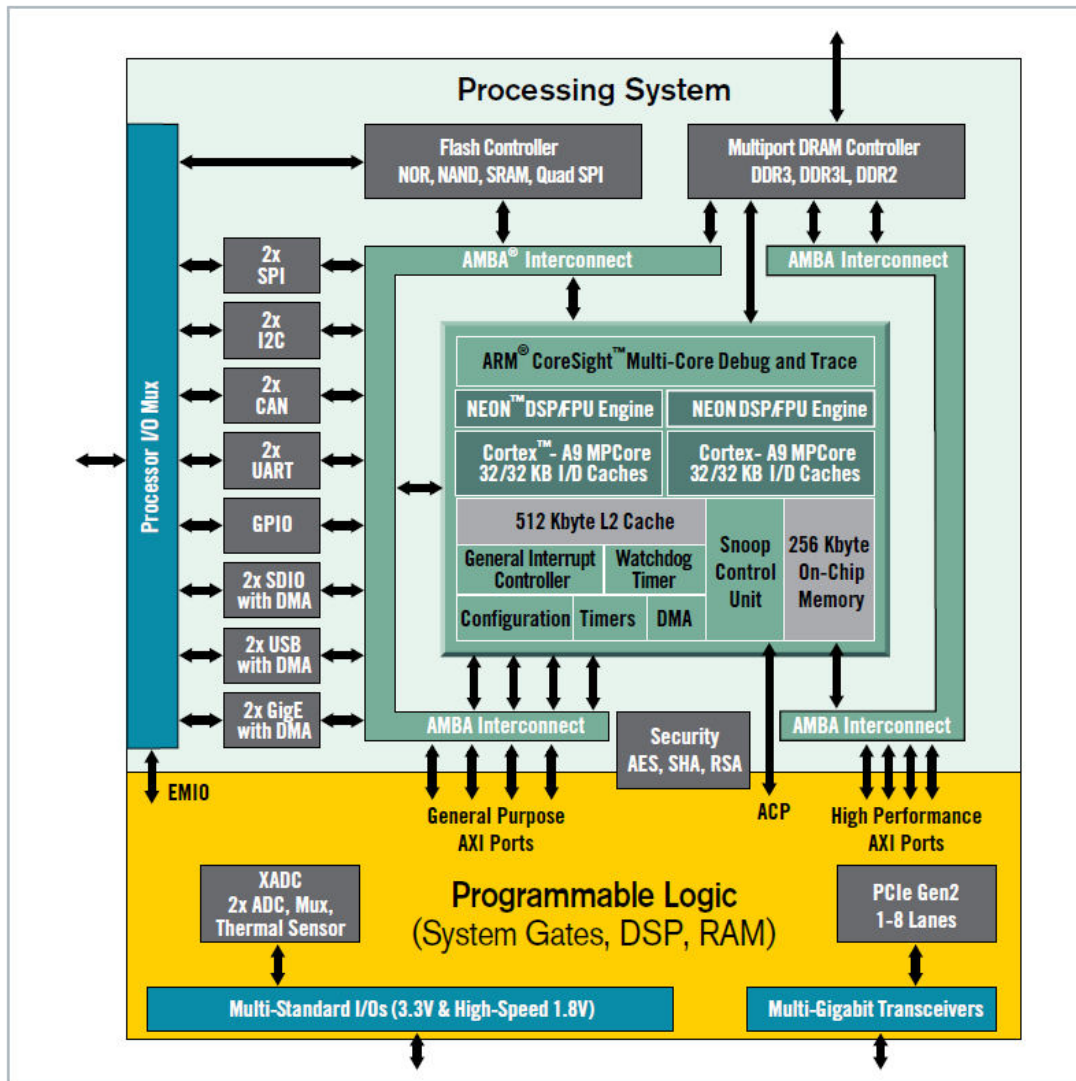 Processing System
Flash Controller
NOR, NAND, SRAM, Quad SPI
Multiport DRAM Controller
DDR3, DDR3L, DDR2
AMBA® Interconnect
AMBA Interconnect
Processor I/O Mux
2x
SPI
2x
I2C
2x
CAN
2x
UART
GPIO
2x SDIO
with DMA
2x USB
with DMA
2x GigE
with DMA
ARM® CoreSight™ Multi-Core Debug and Trace
NEON™ DSP/FPU Engine
NEON DSP/FPU Engine
Cortex™- A9 MPCore
32/32 KB I/D Caches
Cortex- A9 MPCore
32/32 KB I/D Caches
512 Kbyte L2 Cache
General Interrupt
Controller
Watchdog
Timer
Configuration
Timers
DMA
Snoop
Control
Unit
256 Kbyte
On-Chip
Memory
AMBA Interconnect
Security
AES, SHA, RSA
AMBA Interconnect
EMIO
General Purpose
AXI Ports
ACP
High Performance
AXI Ports
XADC
2x ADC, Mux,
Thermal Sensor
Programmable Logic
(System Gates, DSP, RAM)
PCIe Gen2
1-8 Lanes
Multi-Standard I/Os (3.3V & High-Speed 1.8V)
Multi-Gigabit Transceivers